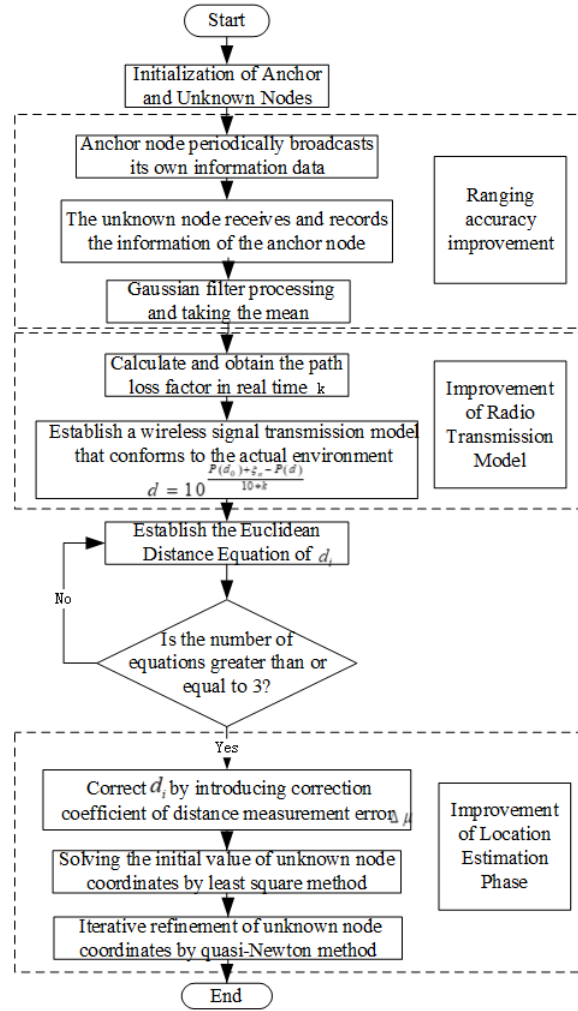 Start
Initialization of Anchor
and Unknown Nodes
Anchor node periodically broadcasts
its own information data
The unknown node receives and records
the information of the anchor node
Gaussian filter processing
and taking the mean
Ranging
accuracy
improvement
Calculate and obtain the path
loss factor in real time k
Establish a wireless signal transmission model
that conforms to the actual environment
d = 10^{\frac{P(d_0)+ξ_σ-P(d)}{10*k}}
Improvement
of Radio
Transmission
Model
Establish the Euclidean
Distance Equation of d_i
No
Is the number of
equations greater than or
equal to 3?
Yes
Correct d_i by introducing correction
coefficient of distance measurement error Δμ
Solving the initial value of unknown node
coordinates by least square method
Iterative refinement of unknown node
coordinates by quasi-Newton method
Improvement
of Location
Estimation
Phase
End